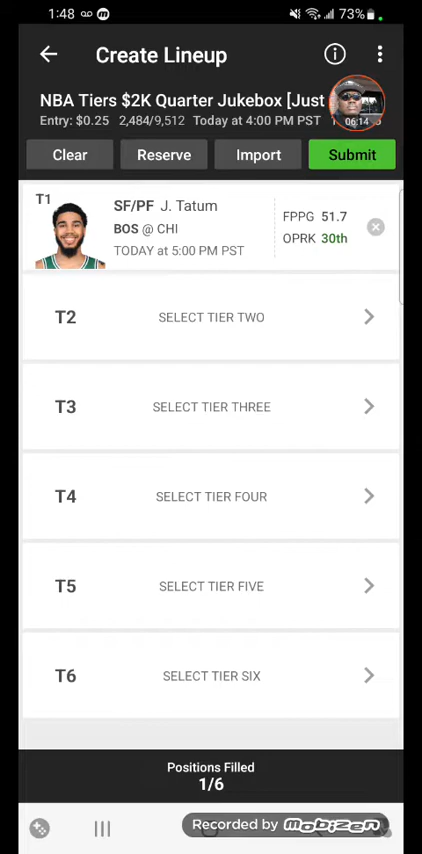 1:48 m 73%
Create Lineup
NBA Tiers $2K Quarter Jukebox [Just
Entry: $0.25 2,484/9,512 Today at 4:00 PM PST
06:14
Clear Reserve Import Submit
T1 SF/PF J. Tatum FPPG 51.7
BOS @ CHI OPRK 30th
TODAY at 5:00 PM PST
T2 SELECT TIER TWO
T3 SELECT TIER THREE
T4 SELECT TIER FOUR
T5 SELECT TIER FIVE
T6 SELECT TIER SIX
Positions Filled
1/6
Recorded by mobizen